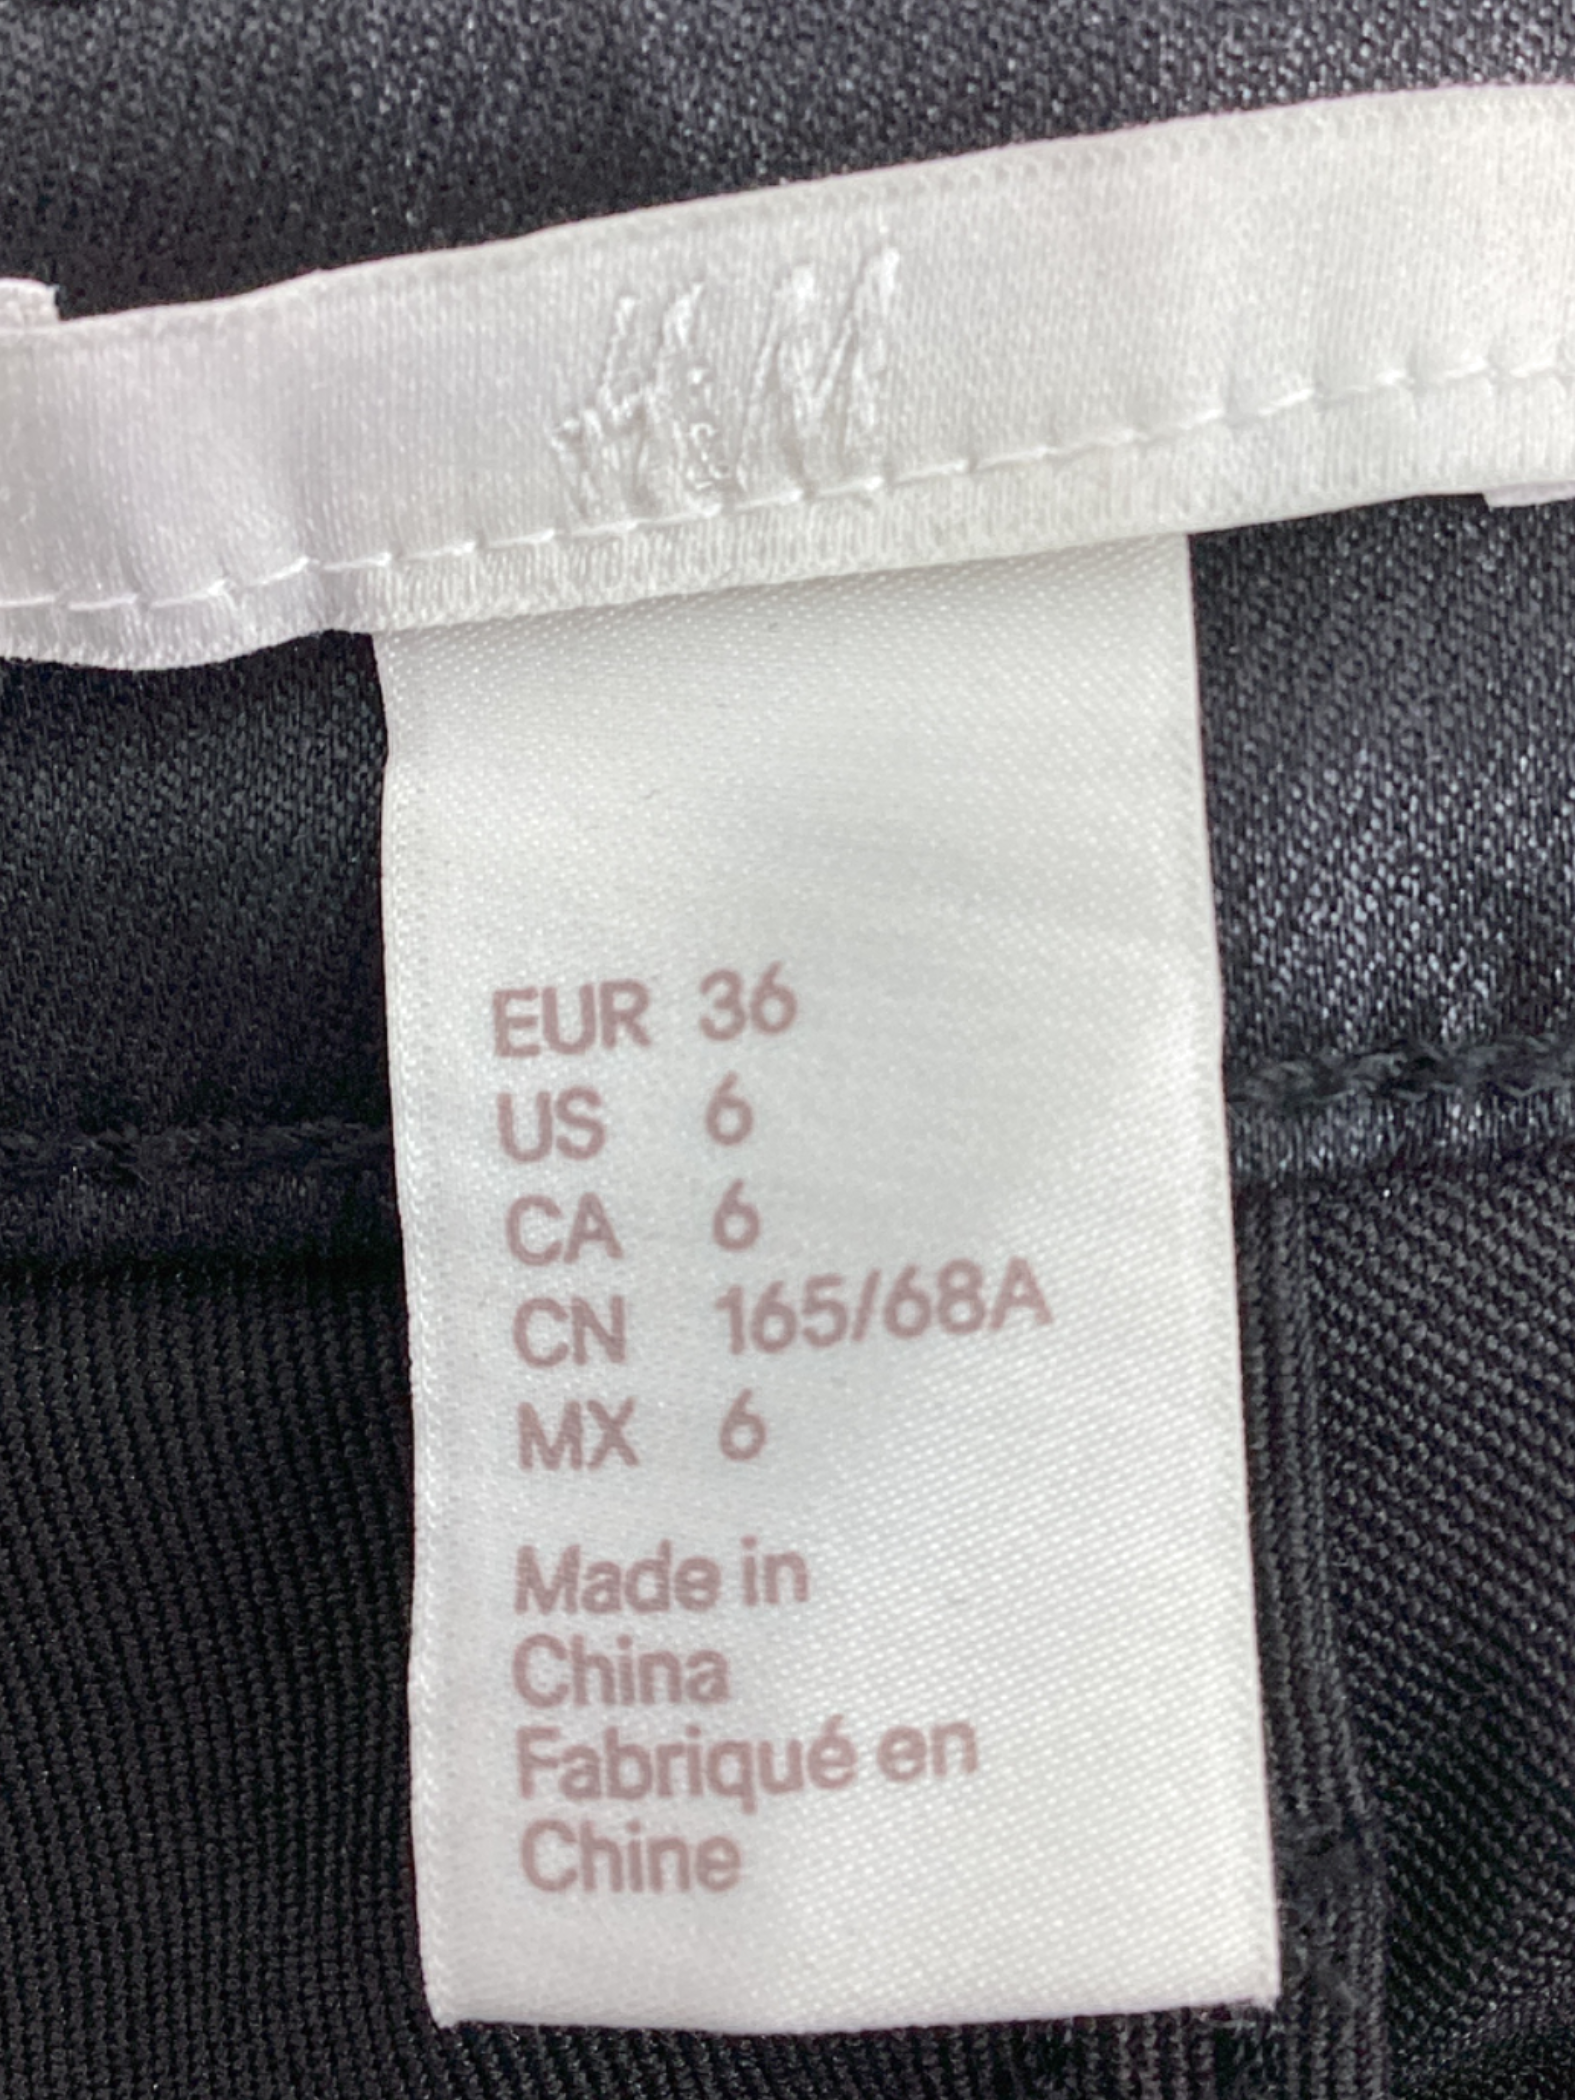 H&M
EUR 36
US 6
CA 6
CN 165/68A
MX 6
Made in
China
Fabriqué en
Chine